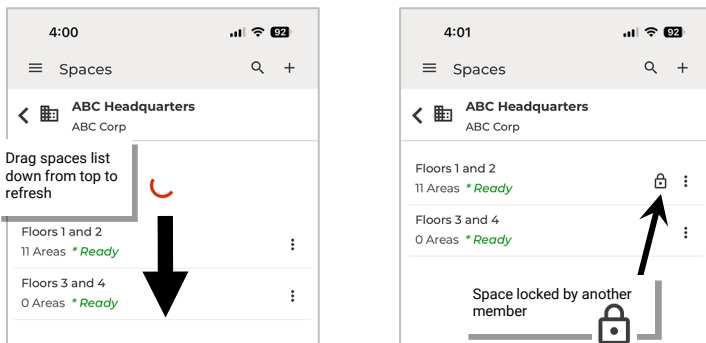 4:00
92
Spaces
ABC Headquarters
ABC Corp
Drag spaces list
down from top to
refresh
Floors 1 and 2
11 Areas * Ready
Floors 3 and 4
0 Areas * Ready
4:01
92
Spaces
ABC Headquarters
ABC Corp
Floors 1 and 2
11 Areas * Ready
Floors 3 and 4
0 Areas * Ready
Space locked by another
member